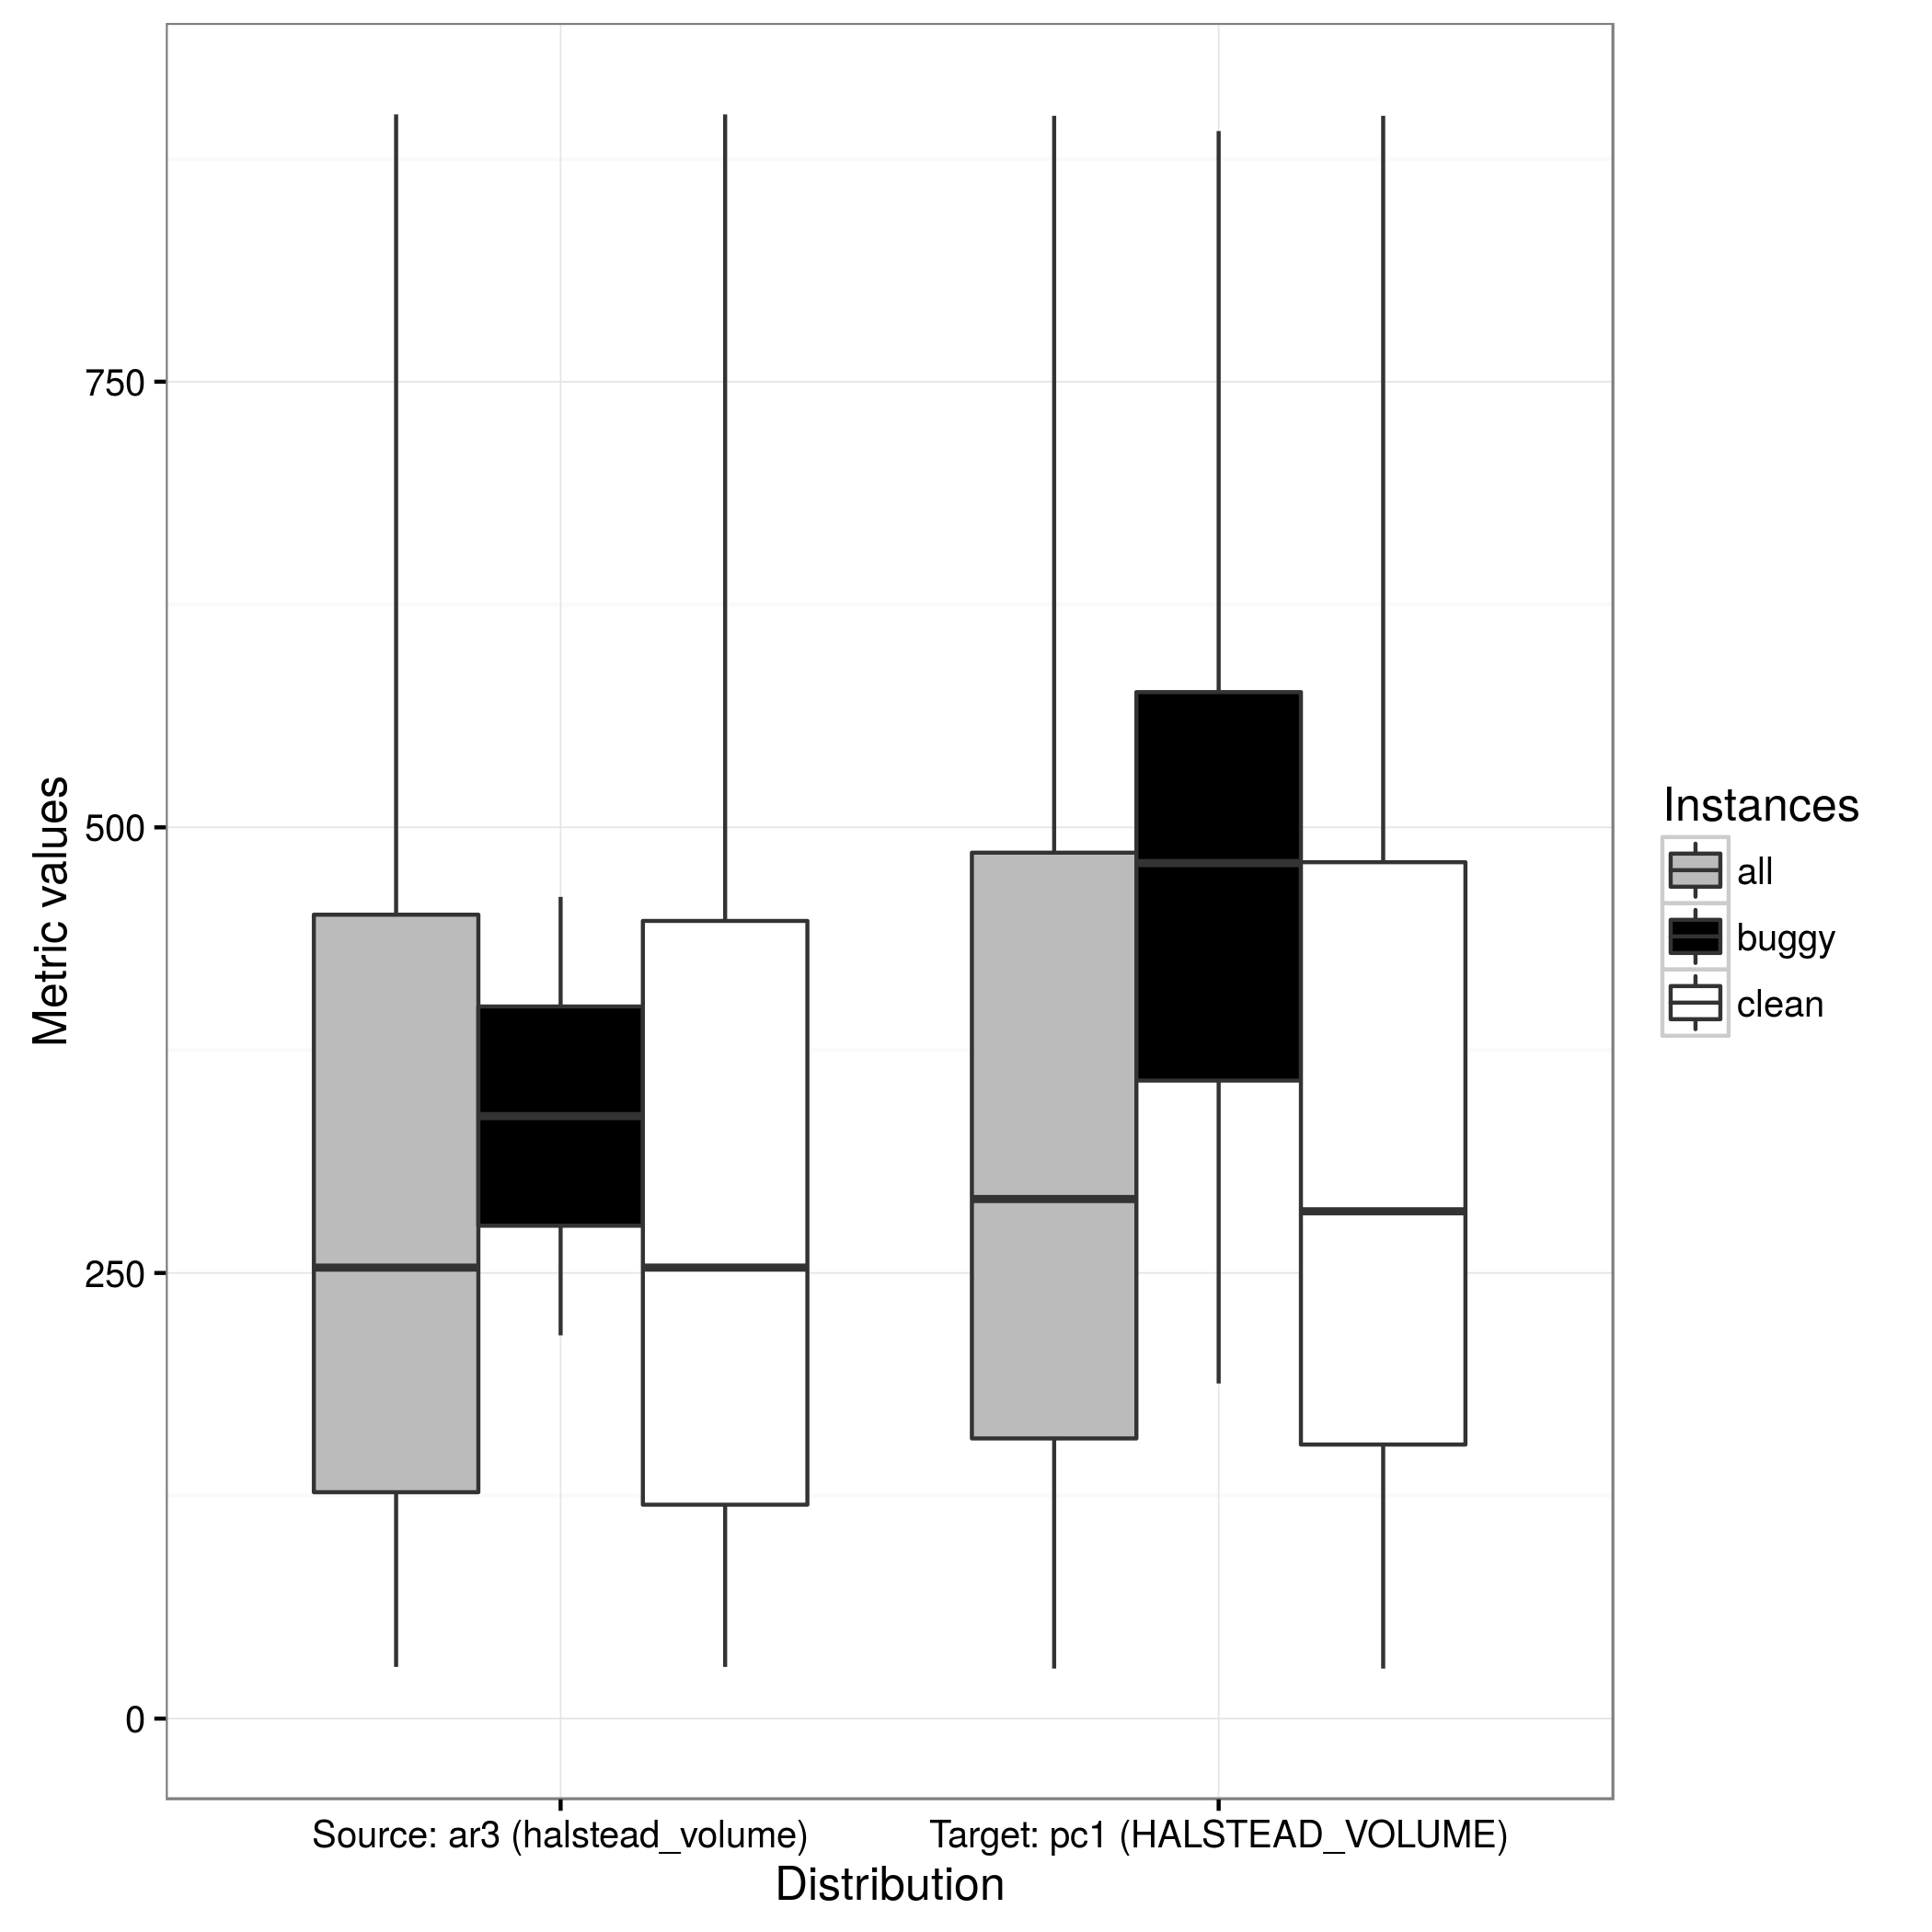 750
500
250
0
Metric values
Source: ar3 (halstead_volume)
Target: pc1 (HALSTEAD_VOLUME)
Distribution
Instances
all
buggy
clean